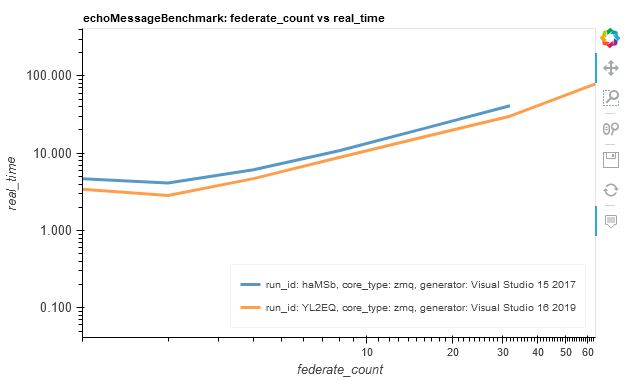 echoMessageBenchmark: federate_count vs real_time
100.000
10.000
1.000
0.100
real_time
run_id: haMSb, core_type: zmq, generator: Visual Studio 15 2017
run_id: YL2EQ, core_type: zmq, generator: Visual Studio 16 2019
10 20 30 40 50 60
federate_count